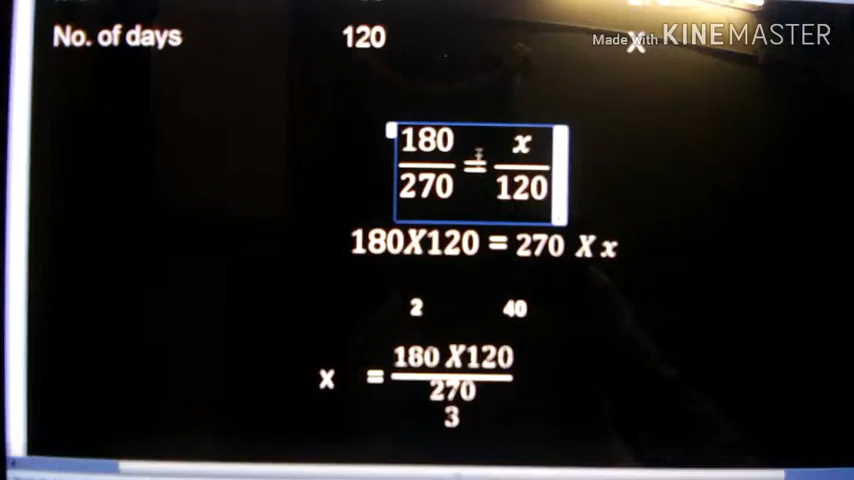 No. of days 120 x
Made with KINEMASTER
180/270 = x/120
180X120 = 270 X x
2 40
x = 180 X120/270
3